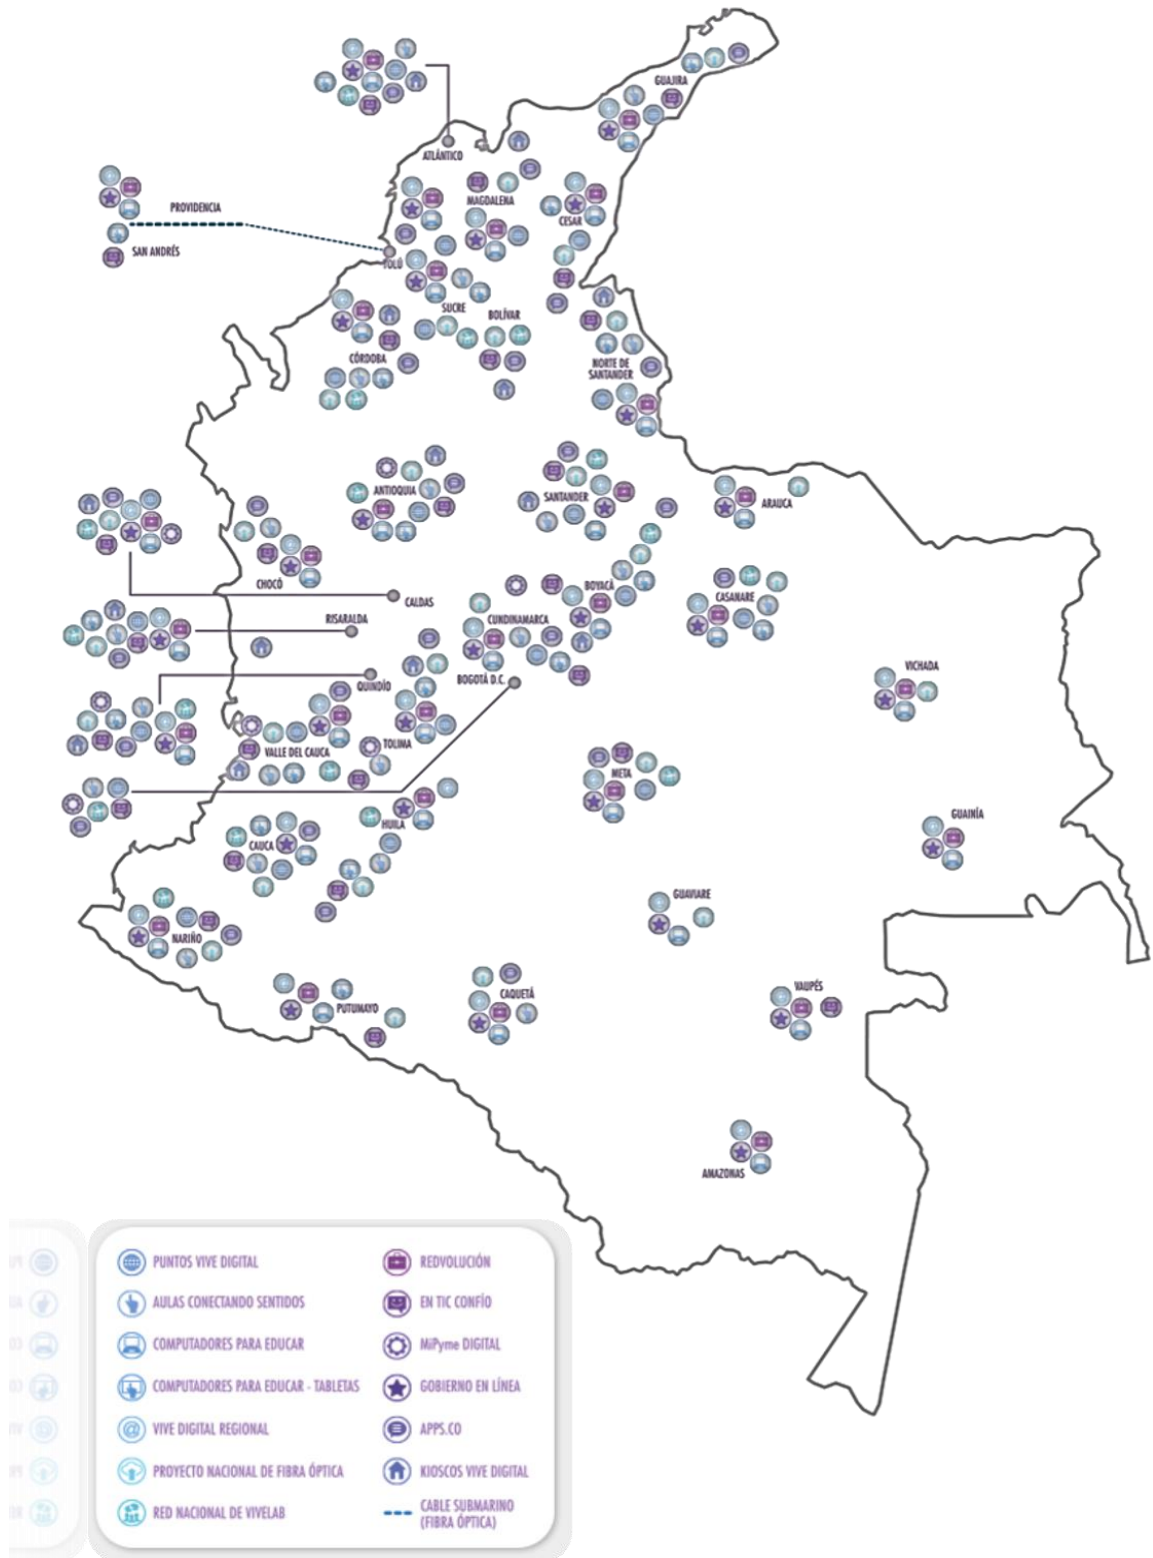 GUAJIRA
ATLÁNTICO
MAGDALENA
CESAR
PROVIDENCIA
SAN ANDRÉS
TOLÚ
SUCRE
BOLÍVAR
CÓRDOBA
NORTE DE
SANTANDER
ANTIOQUIA
SANTANDER
ARAUCA
CHOCÓ
BOYACÁ
CASANARE
CALDAS
RISARALDA
CUNDINAMARCA
VICHADA
QUINDÍO
BOGOTÁ D.C.
TOLIMA
VALLE DEL CAUCA
META
GUAINÍA
HUILA
CAUCA
GUAVIARE
NARIÑO
VAUPÉS
CAQUETÁ
PUTUMAYO
AMAZONAS
PUNTOS VIVE DIGITAL
AULAS CONECTANDO SENTIDOS
COMPUTADORES PARA EDUCAR
COMPUTADORES PARA EDUCAR - TABLETAS
@ VIVE DIGITAL REGIONAL
PROYECTO NACIONAL DE FIBRA ÓPTICA
RED NACIONAL DE VIVELAB
REDVOLUCIÓN
EN TIC CONFÍO
MiPyme DIGITAL
GOBIERNO EN LÍNEA
APPS.CO
KIOSCOS VIVE DIGITAL
CABLE SUBMARINO
(FIBRA ÓPTICA)